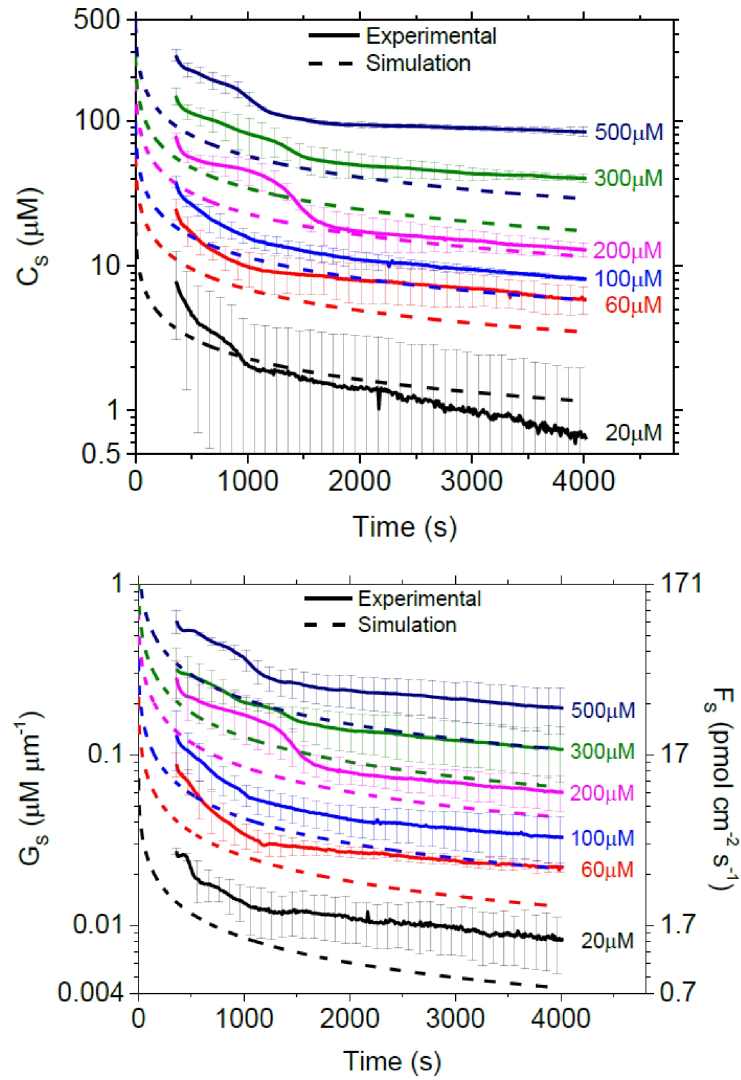 500
Experimental
Simulation
100
500μM
300μM
200μM
10
100μM
60μM
1
20μM
0.5
0
1000
2000
3000
4000
C_s (μM)
Time (s)
1
171
Experimental
Simulation
500μM
0.1
300μM
17
200μM
100μM
60μM
0.01
20μM
1.7
0.004
0.7
0
1000
2000
3000
4000
G_s (μM μm⁻¹)
F_s (pmol cm⁻² s⁻¹)
Time (s)